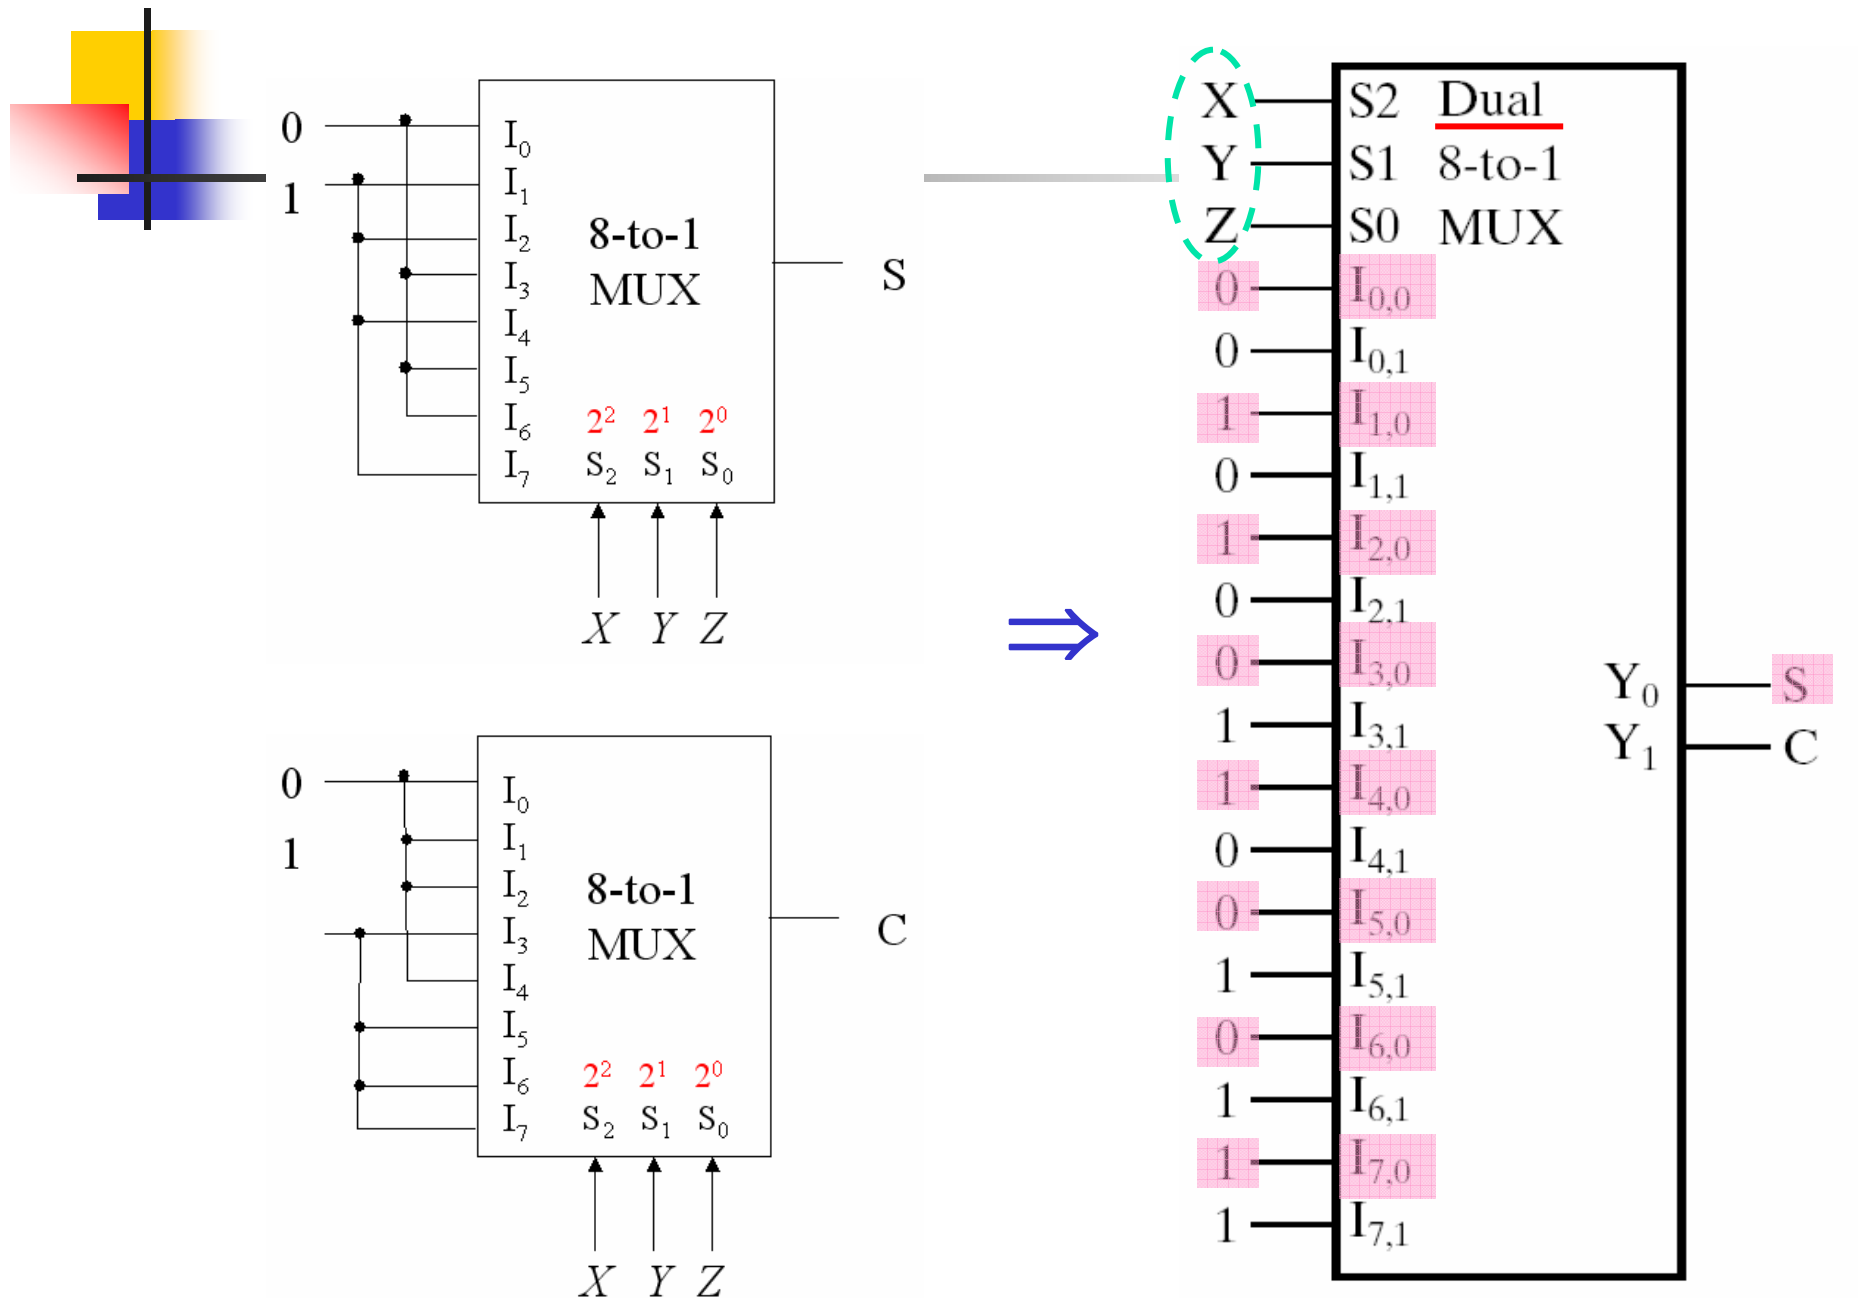 0
1
I0
I1
I2
I3
I4
I5
I6
I7
8-to-1
MUX
2² 2¹ 2⁰
S2 S1 S0
X Y Z
S
0
1
I0
I1
I2
I3
I4
I5
I6
I7
8-to-1
MUX
2² 2¹ 2⁰
S2 S1 S0
X Y Z
C
⇒
X S2 Dual
Y S1 8-to-1
Z S0 MUX
0 I0,0
0 I0,1
1 I1,0
0 I1,1
1 I2,0
0 I2,1
0 I3,0
1 I3,1
1 I4,0
0 I4,1
0 I5,0
1 I5,1
0 I6,0
1 I6,1
1 I7,0
1 I7,1
Y0 S
Y1 C